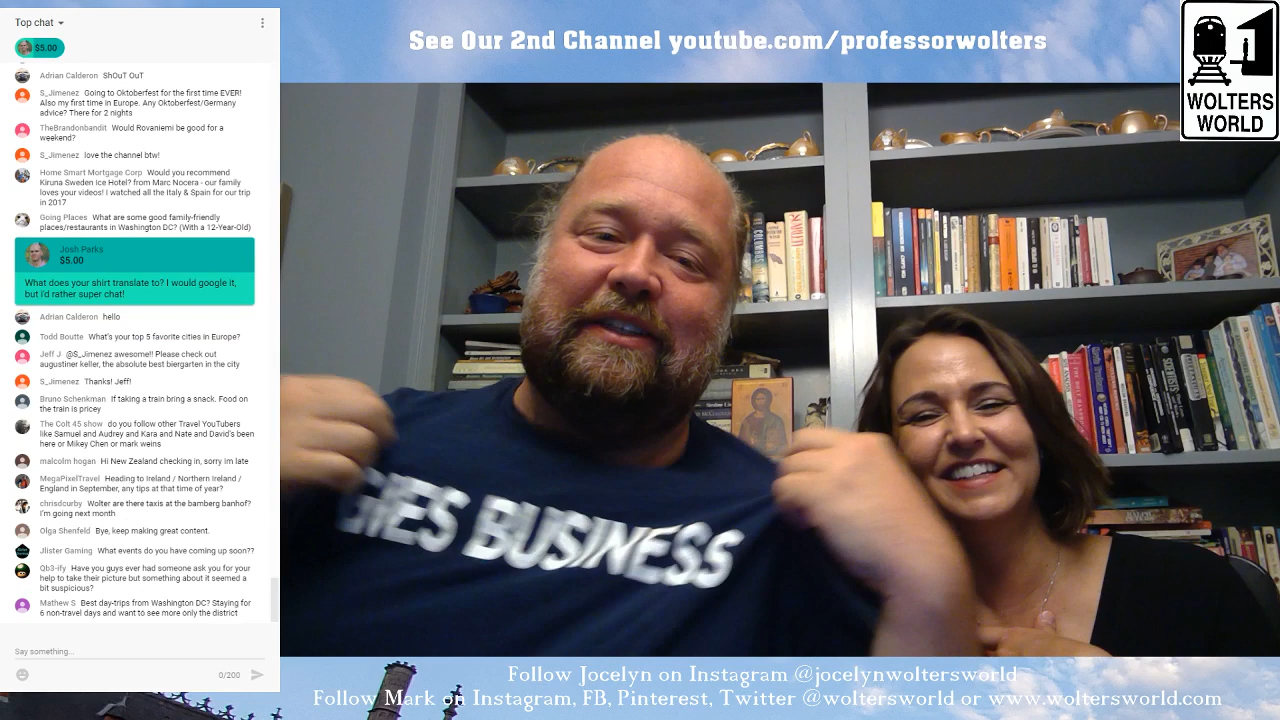 Top chat
$5.00
Adrian Calderon ShOuT OuT
S_Jimenez Going to Oktoberfest for the first time EVER!
Also my first time in Europe. Any Oktoberfest/Germany
advice? There for 2 nights
TheBrandonbandit Would Rovaniemi be good for a
weekend?
S_Jimenez love the channel btw!
Home Smart Mortgage Corp Would you recommend
Kiruna Sweden Ice Hotel? from Marc Nocera - our family
loves your videos! I watched all the Italy & Spain for our trip
in 2017
Going Places What are some good family-friendly
places/restaurants in Washington DC? (With a 12-Year-Old)
Josh Parks
$5.00
What does your shirt translate to? I would google it,
but i'd rather super chat!
Adrian Calderon hello
Todd Boutte What's your top 5 favorite cities in Europe?
Jeff J @S_Jimenez awesome!! Please check out
augustiner keller, the absolute best biergarten in the city
S_Jimenez Thanks! Jeff!
Bruno Schenkman If taking a train bring a snack. Food on
the train is pricey
The Colt 45 show do you follow other Travel YouTubers
like Samuel and Audrey and Kara and Nate and David's been
here or Mikey Chen or mark weins
malcolm hogan Hi New Zealand checking in, sorry Im late
MegaPixelTravel Heading to Ireland / Northern Ireland /
England in September, any tips at that time of year?
chrisdcurby Wolter are there taxis at the bamberg banhof?
I'm going next month
Olga Shenfeld Bye, keep making great content.
Jlister Gaming What events do you have coming up soon??
Qb3-ify Have you guys ever had someone ask you for your
help to take their picture but something about it seemed a
bit suspicious?
Mathew S Best day-trips from Washington DC? Staying for
6 non-travel days and want to see more only the district
Say something...
0/200
See Our 2nd Channel youtube.com/professorwolters
WOLTERS
WORLD
BUSINESS
Follow Jocelyn on Instagram @jocelynwoltersworld
Follow Mark on Instagram, FB, Pinterest, Twitter @woltersworld or www.woltersworld.com